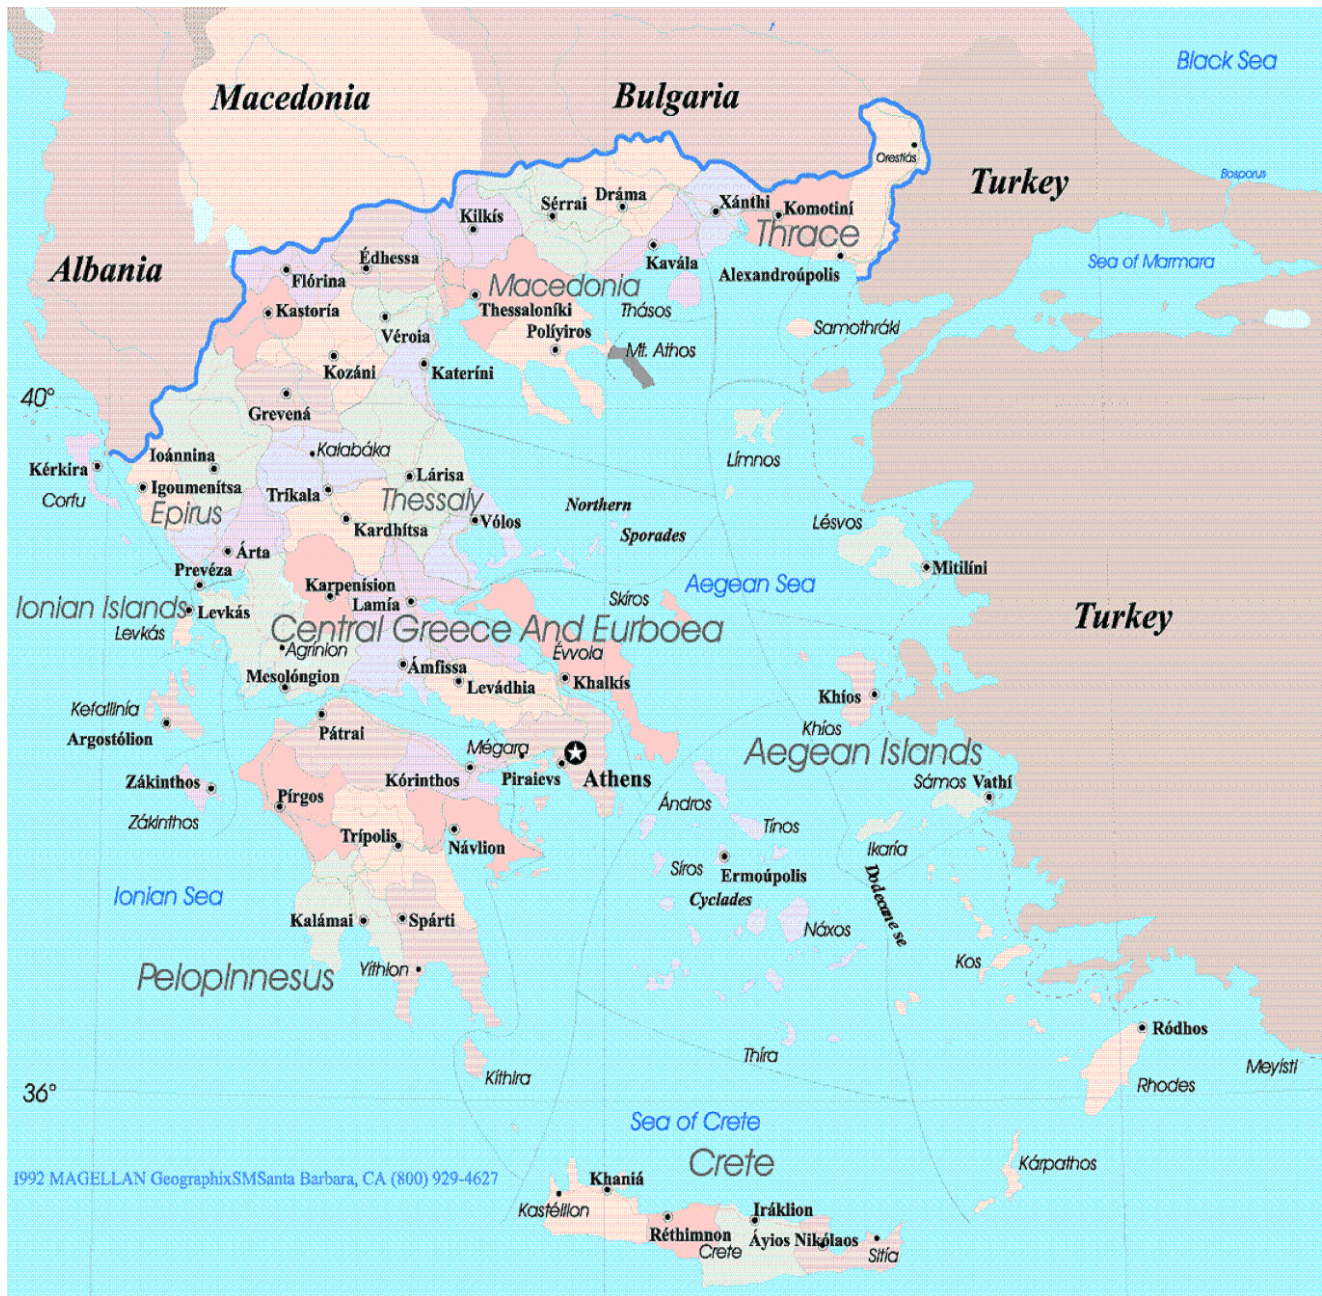 Black Sea
Macedonia
Bulgaria
Orestiás
Turkey
Bosporus
Dráma
Sérrai
Xánthi
Kilkís
Komotiní
Thrace
Édhessa
Kavála
Alexandroúpolis
Sea of Marmara
Albania
Flórina
Macedonia
Kastoría
Thessaloníki
Thásos
Samothráki
Véroia
Políyiros
Mt. Athos
Kozáni
Kateríni
40°
Grevená
Ioánnina
Kalabáka
Límnos
Kérkira
Lárisa
Igoumenítsa
Tríkala
Thessaly
Corfu
Epirus
Northern
Kardhítsa
Vólos
Lésvos
Sporades
Árta
Prevéza
Mitilíni
Karpenísion
Aegean Sea
Lamía
Skíros
Ionian Islands
Levkás
Turkey
Levkás
Central Greece And Eurboea
Agrínion
Évvola
Mesolóngion
Ámfissa
Levádhia
Khalkís
Khíos
Kefallinía
Pátrai
Khíos
Argostólion
Mégara
Aegean Islands
Zákinthos
Kórinthos
Piraievs
Athens
Sámos
Vathí
Pírgos
Ándros
Zákinthos
Trípolis
Návlion
Tínos
Ikaría
Síros
Ermoúpolis
Ionian Sea
Cyclades
Dodecane se
Kalámai
Spárti
Náxos
Kos
PelopInnesus
Yíthion
Ródhos
Thíra
Meyísti
Kíthira
Rhodes
36°
Sea of Crete
Crete
Kárpathos
1992 MAGELLAN GeographixSMSanta Barbara, CA (800) 929-4627
Khaniá
Kastéllion
Iráklion
Réthimnon
Áyios Nikólaos
Crete
Sitía